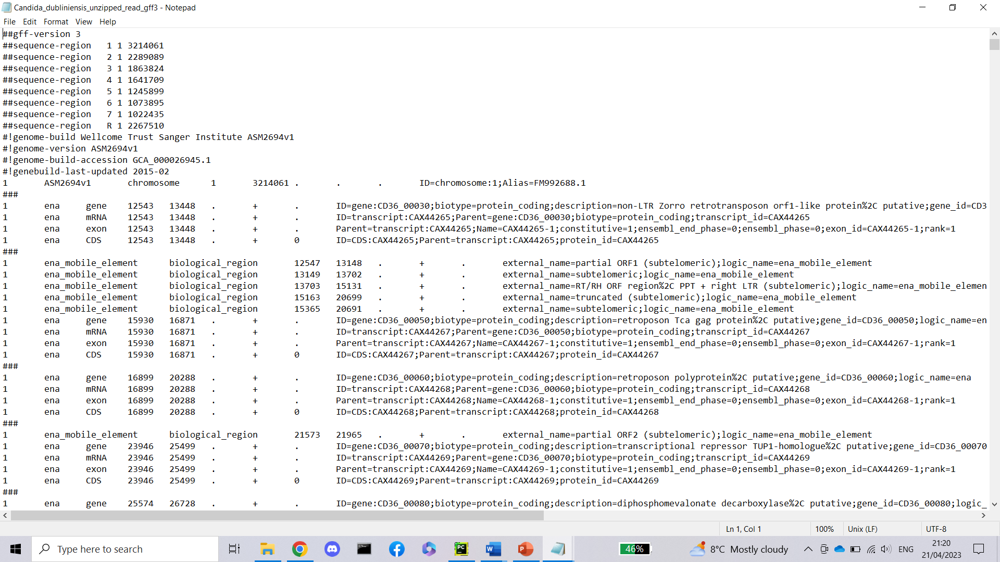 Candida_dubliniensis_unzipped_read_gff3 - Notepad
File Edit Format View Help
##gff-version 3
##sequence-region   1 1 3214061
##sequence-region   2 1 2289089
##sequence-region   3 1 1863824
##sequence-region   4 1 1641709
##sequence-region   5 1 1245899
##sequence-region   6 1 1073895
##sequence-region   7 1 1022435
##sequence-region   R 1 2267510
#!genome-build Wellcome Trust Sanger Institute ASM2694v1
#!genome-version ASM2694v1
#!genome-build-accession GCA_000026945.1
#!genebuild-last-updated 2015-02
1	ASM2694v1	chromosome	1	3214061	.	.	.	ID=chromosome:1;Alias=FM992688.1
###
1	ena	gene	12543	13448	.	+	.	ID=gene:CD36_00030;biotype=protein_coding;description=non-LTR Zorro retrotransposon orf1-like protein%2C putative;gene_id=CD3
1	ena	mRNA	12543	13448	.	+	.	ID=transcript:CAX44265;Parent=gene:CD36_00030;biotype=protein_coding;transcript_id=CAX44265
1	ena	exon	12543	13448	.	+	.	Parent=transcript:CAX44265;Name=CAX44265-1;constitutive=1;ensembl_end_phase=0;ensembl_phase=0;exon_id=CAX44265-1;rank=1
1	ena	CDS	12543	13448	.	+	0	ID=CDS:CAX44265;Parent=transcript:CAX44265;protein_id=CAX44265
###
1	ena_mobile_element	biological_region	12547	13148	.	+	.	external_name=partial ORF1 (subtelomeric);logic_name=ena_mobile_element
1	ena_mobile_element	biological_region	13149	13702	.	+	.	external_name=subtelomeric;logic_name=ena_mobile_element
1	ena_mobile_element	biological_region	13703	15131	.	+	.	external_name=RT/RH ORF region%2C PPT + right LTR (subtelomeric);logic_name=ena_mobile_elemen
1	ena_mobile_element	biological_region	15163	20699	.	+	.	external_name=truncated (subtelomeric);logic_name=ena_mobile_element
1	ena_mobile_element	biological_region	15365	20691	.	+	.	external_name=subtelomeric;logic_name=ena_mobile_element
1	ena	gene	15930	16871	.	+	.	ID=gene:CD36_00050;biotype=protein_coding;description=retroposon Tca gag protein%2C putative;gene_id=CD36_00050;logic_name=en
1	ena	mRNA	15930	16871	.	+	.	ID=transcript:CAX44267;Parent=gene:CD36_00050;biotype=protein_coding;transcript_id=CAX44267
1	ena	exon	15930	16871	.	+	.	Parent=transcript:CAX44267;Name=CAX44267-1;constitutive=1;ensembl_end_phase=0;ensembl_phase=0;exon_id=CAX44267-1;rank=1
1	ena	CDS	15930	16871	.	+	0	ID=CDS:CAX44267;Parent=transcript:CAX44267;protein_id=CAX44267
###
1	ena	gene	16899	20288	.	+	.	ID=gene:CD36_00060;biotype=protein_coding;description=retroposon polyprotein%2C putative;gene_id=CD36_00060;logic_name=ena
1	ena	mRNA	16899	20288	.	+	.	ID=transcript:CAX44268;Parent=gene:CD36_00060;biotype=protein_coding;transcript_id=CAX44268
1	ena	exon	16899	20288	.	+	.	Parent=transcript:CAX44268;Name=CAX44268-1;constitutive=1;ensembl_end_phase=0;ensembl_phase=0;exon_id=CAX44268-1;rank=1
1	ena	CDS	16899	20288	.	+	0	ID=CDS:CAX44268;Parent=transcript:CAX44268;protein_id=CAX44268
###
1	ena_mobile_element	biological_region	21573	21965	.	+	.	external_name=partial ORF2 (subtelomeric);logic_name=ena_mobile_element
1	ena	gene	23946	25499	.	+	.	ID=gene:CD36_00070;biotype=protein_coding;description=transcriptional repressor TUP1-homologue%2C putative;gene_id=CD36_00070
1	ena	mRNA	23946	25499	.	+	.	ID=transcript:CAX44269;Parent=gene:CD36_00070;biotype=protein_coding;transcript_id=CAX44269
1	ena	exon	23946	25499	.	+	.	Parent=transcript:CAX44269;Name=CAX44269-1;constitutive=1;ensembl_end_phase=0;ensembl_phase=0;exon_id=CAX44269-1;rank=1
1	ena	CDS	23946	25499	.	+	0	ID=CDS:CAX44269;Parent=transcript:CAX44269;protein_id=CAX44269
###
1	ena	gene	25574	26728	.	+	.	ID=gene:CD36_00080;biotype=protein_coding;description=diphosphomevalonate decarboxylase%2C putative;gene_id=CD36_00080;logic_
Ln 1, Col 1	100%	Unix (LF)	UTF-8
Type here to search	PC	W	P	46%	8°C Mostly cloudy	ENG	21:20
21/04/2023